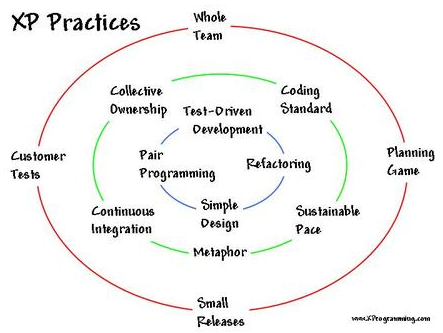 XP Practices
Whole
Team
Collective
Ownership
Coding
Standard
Test-Driven
Development
Customer
Tests
Pair
Programming
Refactoring
Planning
Game
Continuous
Integration
Simple
Design
Sustainable
Pace
Metaphor
Small
Releases
www.XProgramming.com